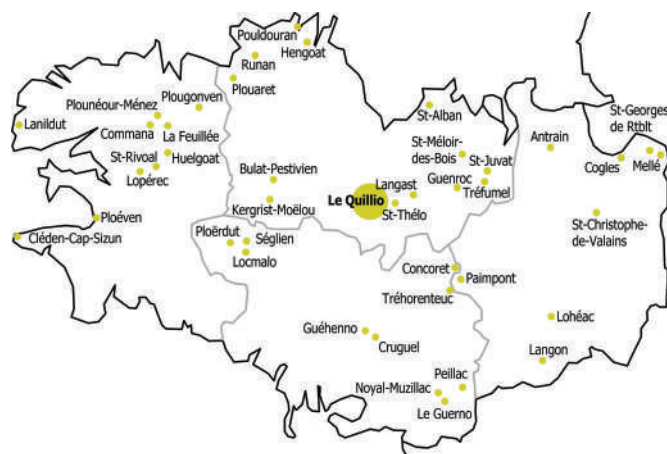 Pouldouran
Hengoat
Runan
Plouaret
Plougonven
Plounéour-Ménez
Lanildut
Commana
La Feuillée
St-Rivoal
Huelgoat
Lopérec
Bulat-Pestivien
Kergrist-Moëlou
St-Alban
St-Méloir-
des-Bois
St-Juvat
Guenroc
Tréfumel
Langast
Le Quillio
St-Thélo
Antrain
St-Georges
de Rtblt
Cogles
Mellé
St-Christophe-
de-Valains
Ploéven
Cléden-Cap-Sizun
Ploërdut
Séglien
Locmalo
Concoret
Paimpont
Tréhorenteuc
Guéhenno
Cruguel
Lohéac
Langon
Peillac
Noyal-Muzillac
Le Guerno